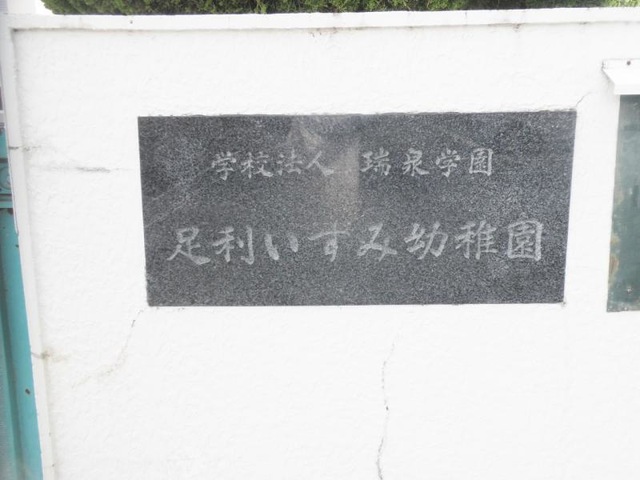 学校法人 瑞泉学園
足利いずみ幼稚園